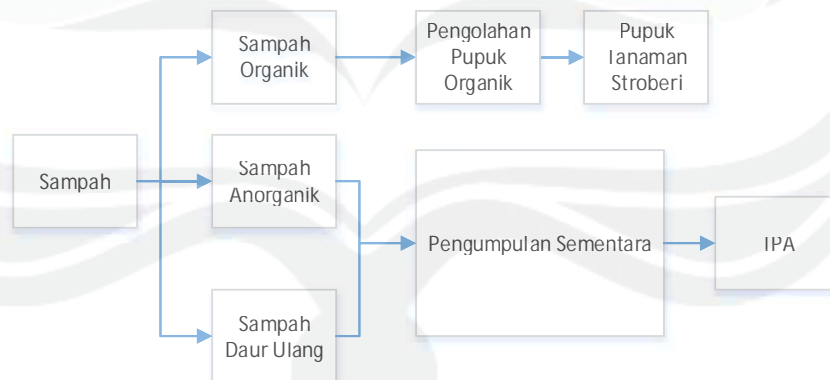 Sampah
Organik
Pengolahan
Pupuk
Organik
Pupuk
Tanaman
Stroberi
Sampah
Sampah
Anorganik
Pengumpulan Sementara
TPA
Sampah
Daur Ulang